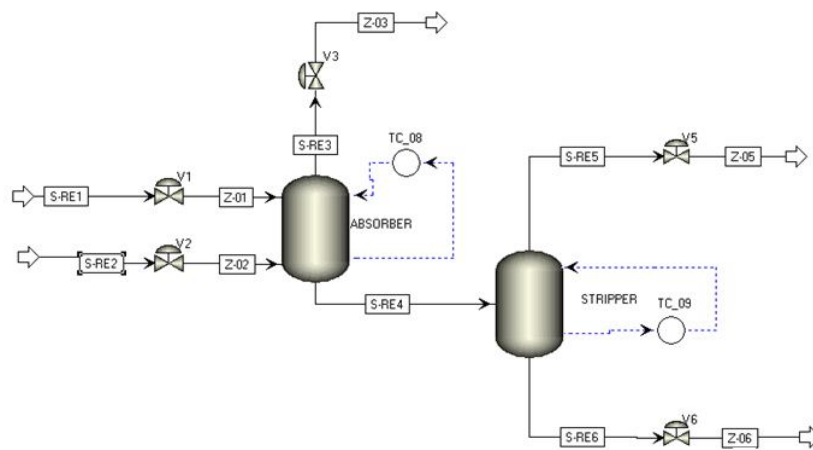 Z-03
V3
S-RE3
TC_08
V5
S-RE5
Z-05
V1
S-RE1
Z-01
ABSORBER
V2
S-RE2
Z-02
S-RE4
STRIPPER
TC_09
V6
S-RE6
Z-06